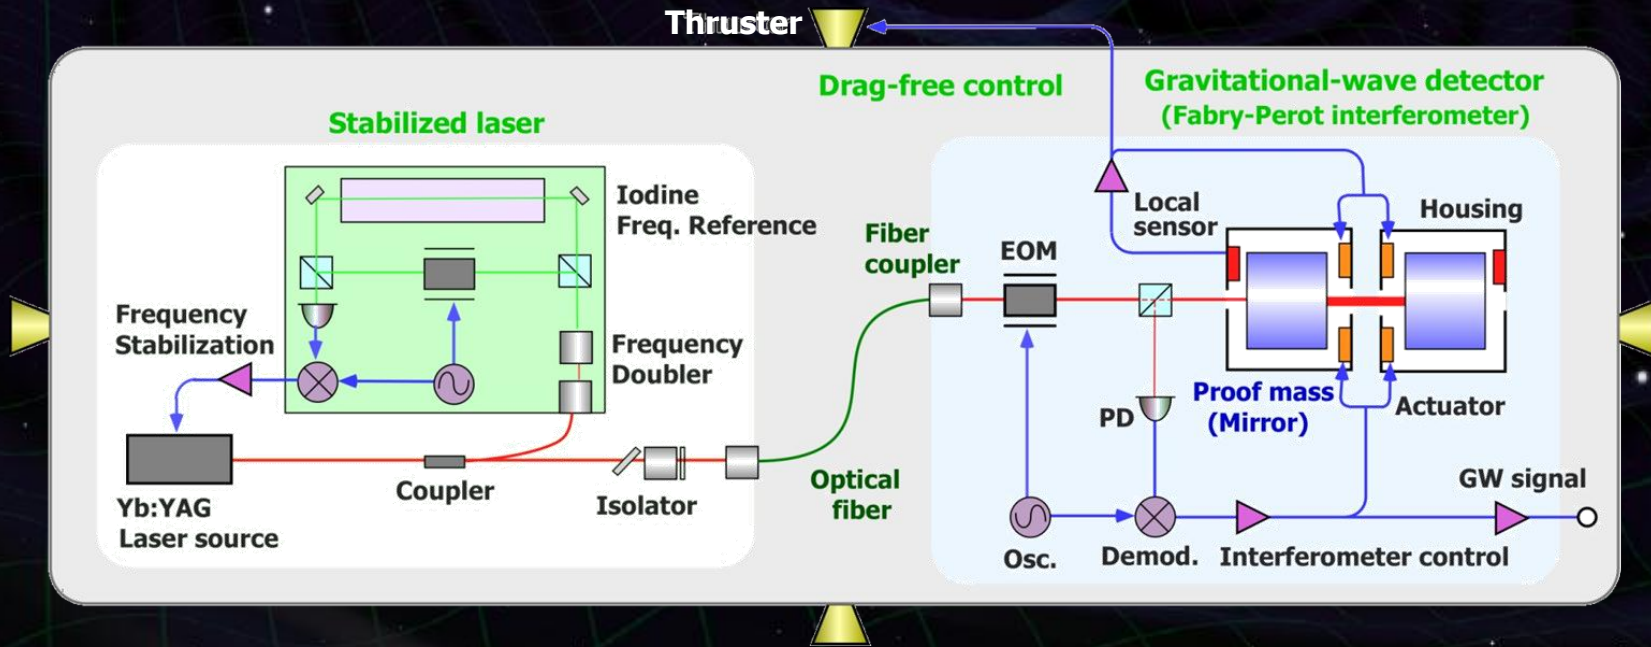 Thruster
Drag-free control
Gravitational-wave detector
(Fabry-Perot interferometer)
Stabilized laser
Iodine
Freq. Reference
Frequency
Stabilization
Frequency
Doubler
Yb:YAG
Laser source
Coupler
Isolator
Optical
fiber
Fiber
coupler
EOM
Local
sensor
Housing
PD
Proof mass
(Mirror)
Actuator
GW signal
Osc.
Demod.
Interferometer control